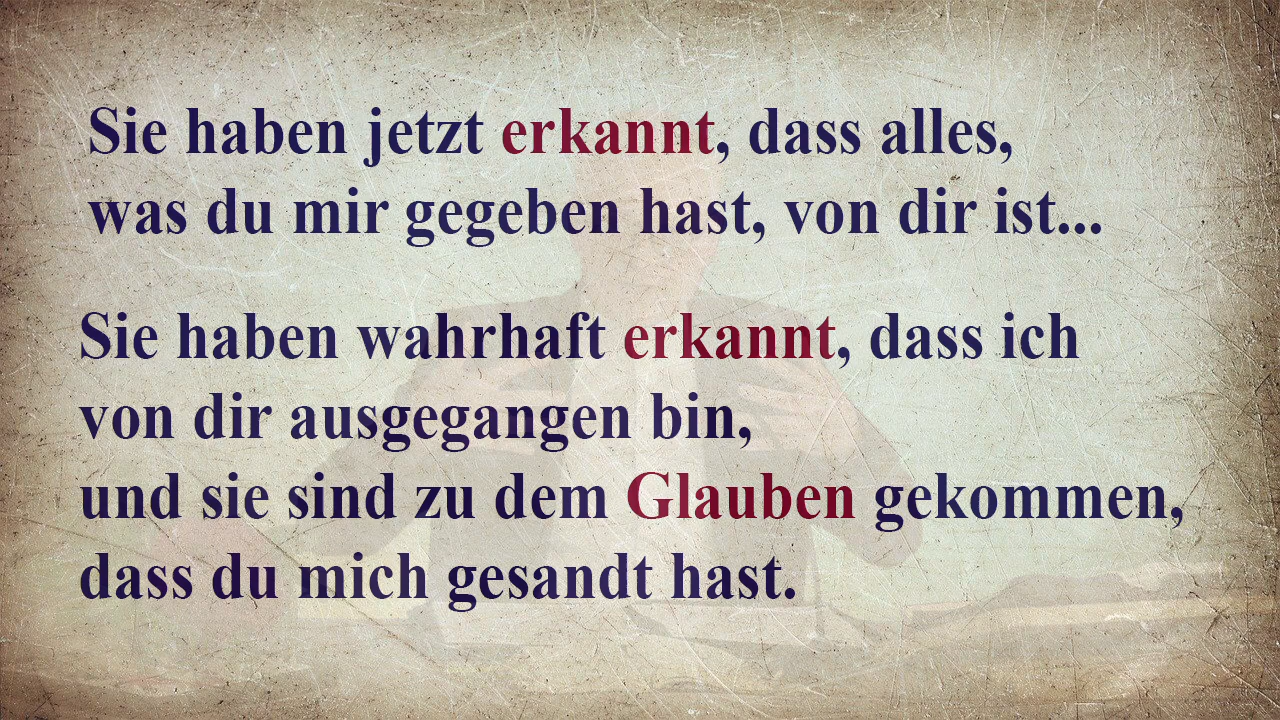 Sie haben jetzt erkannt, dass alles,
was du mir gegeben hast, von dir ist...
Sie haben wahrhaft erkannt, dass ich
von dir ausgegangen bin,
und sie sind zu dem Glauben gekommen,
dass du mich gesandt hast.